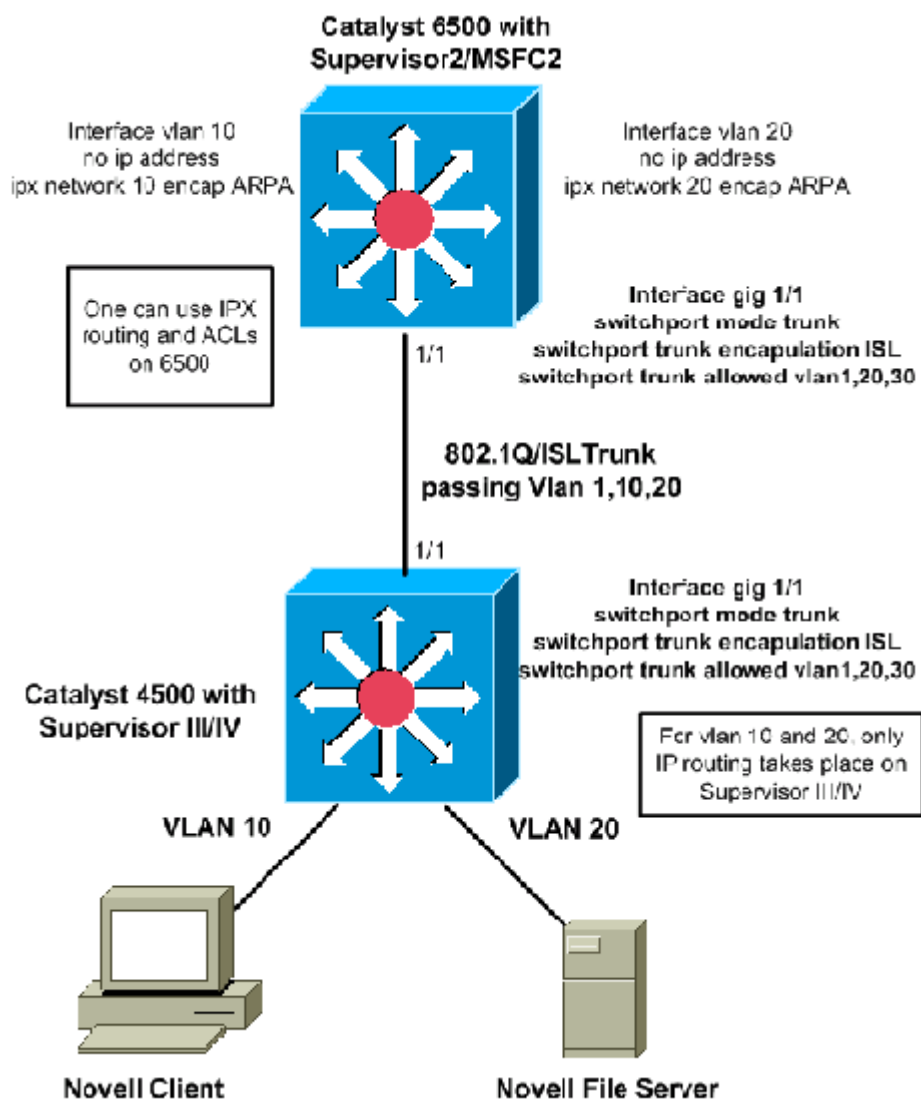 Catalyst 6500 with
Supervisor2/MSFC2
Interface vlan 10
no ip address
ipx network 10 encap ARPA
Interface vlan 20
no ip address
ipx network 20 encap ARPA
One can use IPX
routing and ACLs
on 6500
Interface gig 1/1
switchport mode trunk
switchport trunk encapulation ISL
switchport trunk allowed vlan1,20,30
1/1
802.1Q/ISLTrunk
passing Vlan 1,10,20
1/1
Interface gig 1/1
switchport mode trunk
switchport trunk encapulation ISL
switchport trunk allowed vlan1,20,30
Catalyst 4500 with
Supervisor III/IV
For vlan 10 and 20, only
IP routing takes place on
Supervisor III/IV
VLAN 10
VLAN 20
Novell Client
Novell File Server